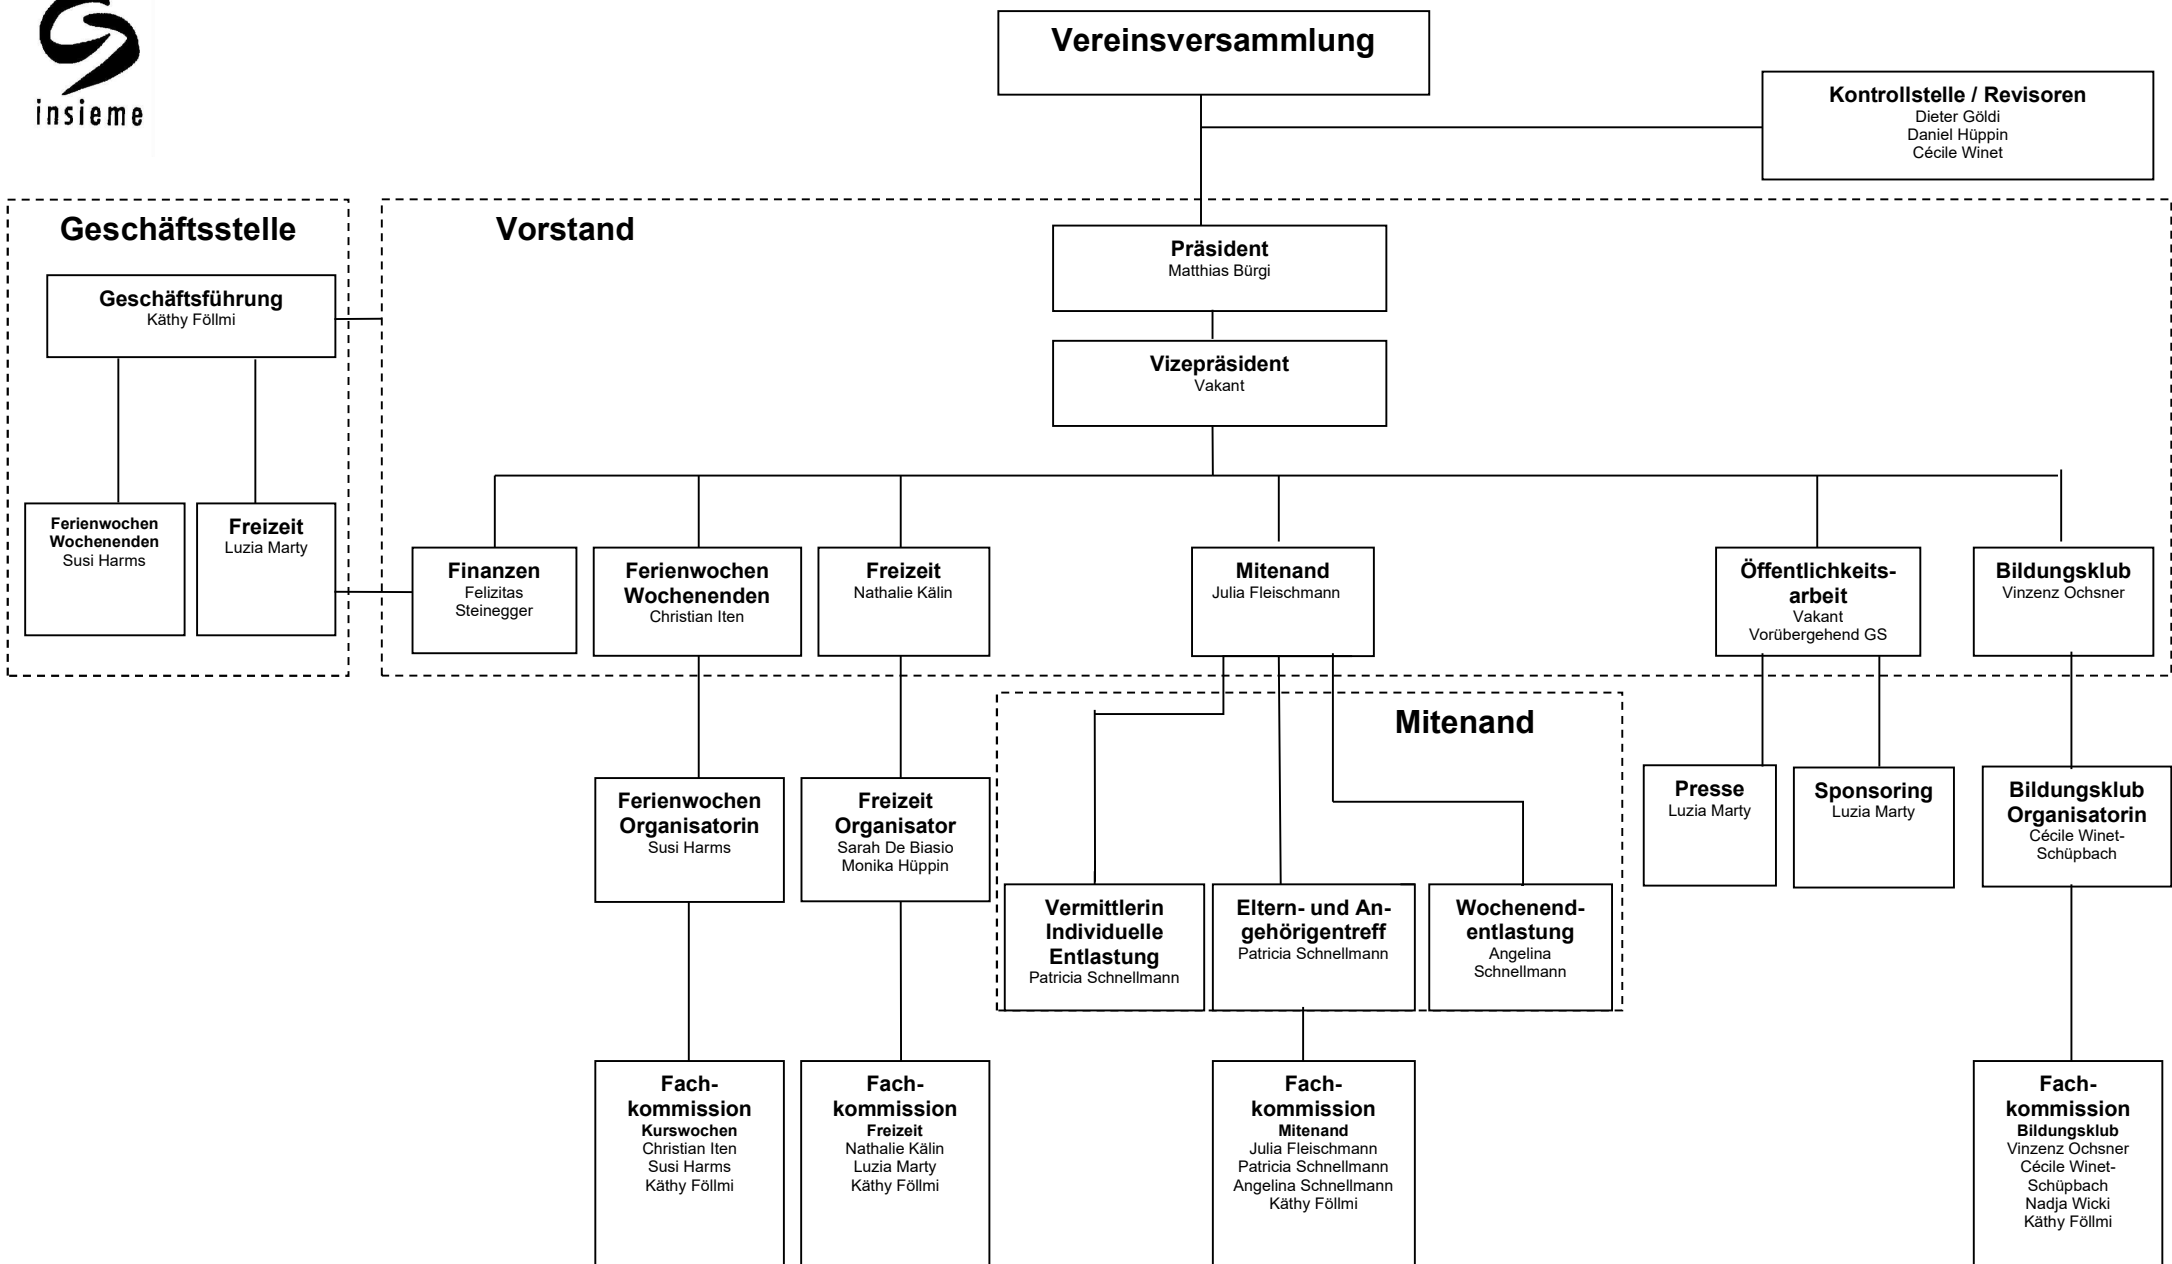 insieme
Vereinsversammlung
Kontrollstelle / Revisoren
Dieter Göldi
Daniel Hüppin
Cécile Winet
Geschäftsstelle
Geschäftsführung
Käthy Föllmi
Ferienwochen
Wochenenden
Susi Harms
Freizeit
Luzia Marty
Vorstand
Präsident
Matthias Bürgi
Vizepräsident
Vakant
Finanzen
Felizitas
Steinegger
Ferienwochen
Wochenenden
Christian Iten
Freizeit
Nathalie Kälin
Mitenand
Julia Fleischmann
Öffentlichkeits-
arbeit
Vakant
Vorübergehend GS
Bildungsklub
Vinzenz Ochsner
Ferienwochen
Organisatorin
Susi Harms
Freizeit
Organisator
Sarah De Biasio
Monika Hüppin
Mitenand
Vermittlerin
Individuelle
Entlastung
Patricia Schnellmann
Eltern- und An-
gehörigentreff
Patricia Schnellmann
Wochenend-
entlastung
Angelina
Schnellmann
Presse
Luzia Marty
Sponsoring
Luzia Marty
Bildungsklub
Organisatorin
Cécile Winet-
Schüpbach
Fach-
kommission
Kurswochen
Christian Iten
Susi Harms
Käthy Föllmi
Fach-
kommission
Freizeit
Nathalie Kälin
Luzia Marty
Käthy Föllmi
Fach-
kommission
Mitenand
Julia Fleischmann
Patricia Schnellmann
Angelina Schnellmann
Käthy Föllmi
Fach-
kommission
Bildungsklub
Vinzenz Ochsner
Cécile Winet-
Schüpbach
Nadja Wicki
Käthy Föllmi